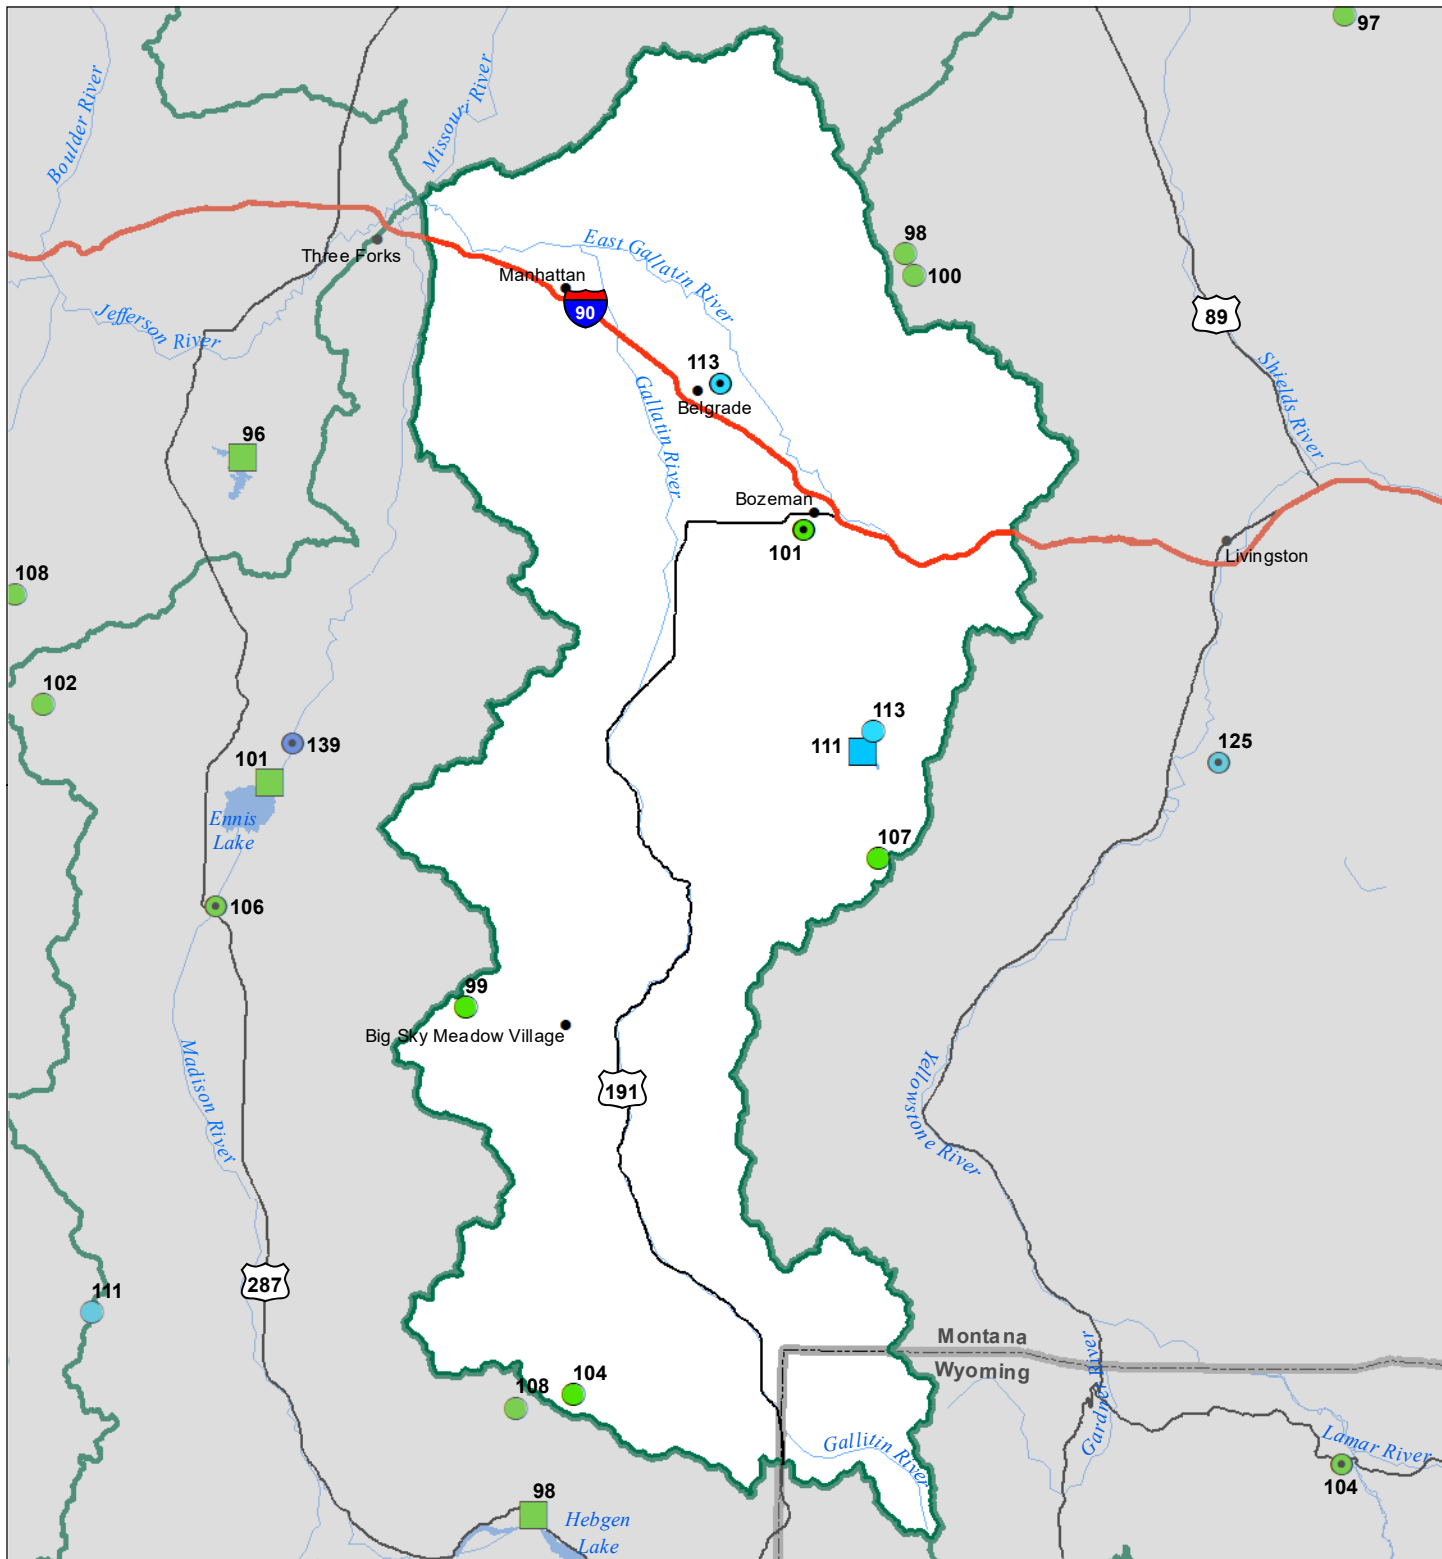 97
Boulder River
Missouri River
98
100
East Gallatin River
Three Forks
Manhattan
90
89
Jefferson River
Shields River
113
Belgrade
Gallatin River
96
Bozeman
101
Livingston
108
102
113
139
111
125
101
Ennis
Lake
107
106
99
Big Sky Meadow Village
Madison River
191
Yellowstone River
287
111
Montana
Wyoming
Gardner River
108
104
Gallitin River
Lamar River
104
98
Hebgen
Lake